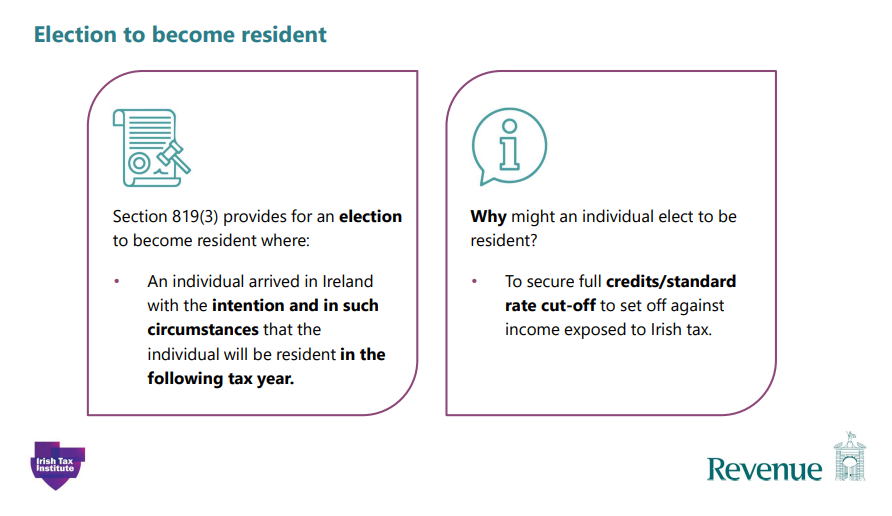 Election to become resident
Section 819(3) provides for an election
to become resident where:
• An individual arrived in Ireland
with the intention and in such
circumstances that the
individual will be resident in the
following tax year.
Why might an individual elect to be
resident?
• To secure full credits/standard
rate cut-off to set off against
income exposed to Irish tax.
Irish Tax
Institute
Revenue